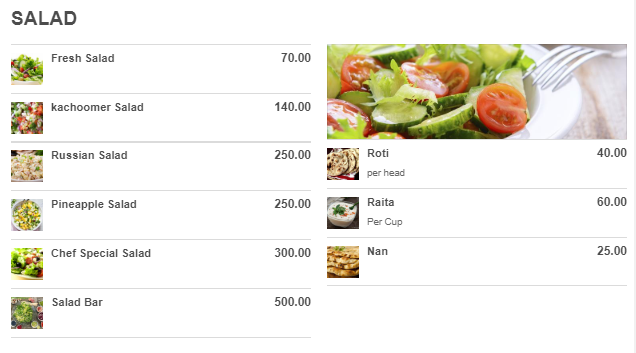 SALAD
Fresh Salad 70.00
kachoomer Salad 140.00
Russian Salad 250.00
Pineapple Salad 250.00
Chef Special Salad 300.00
Salad Bar 500.00
Roti 40.00
per head
Raita 60.00
Per Cup
Nan 25.00